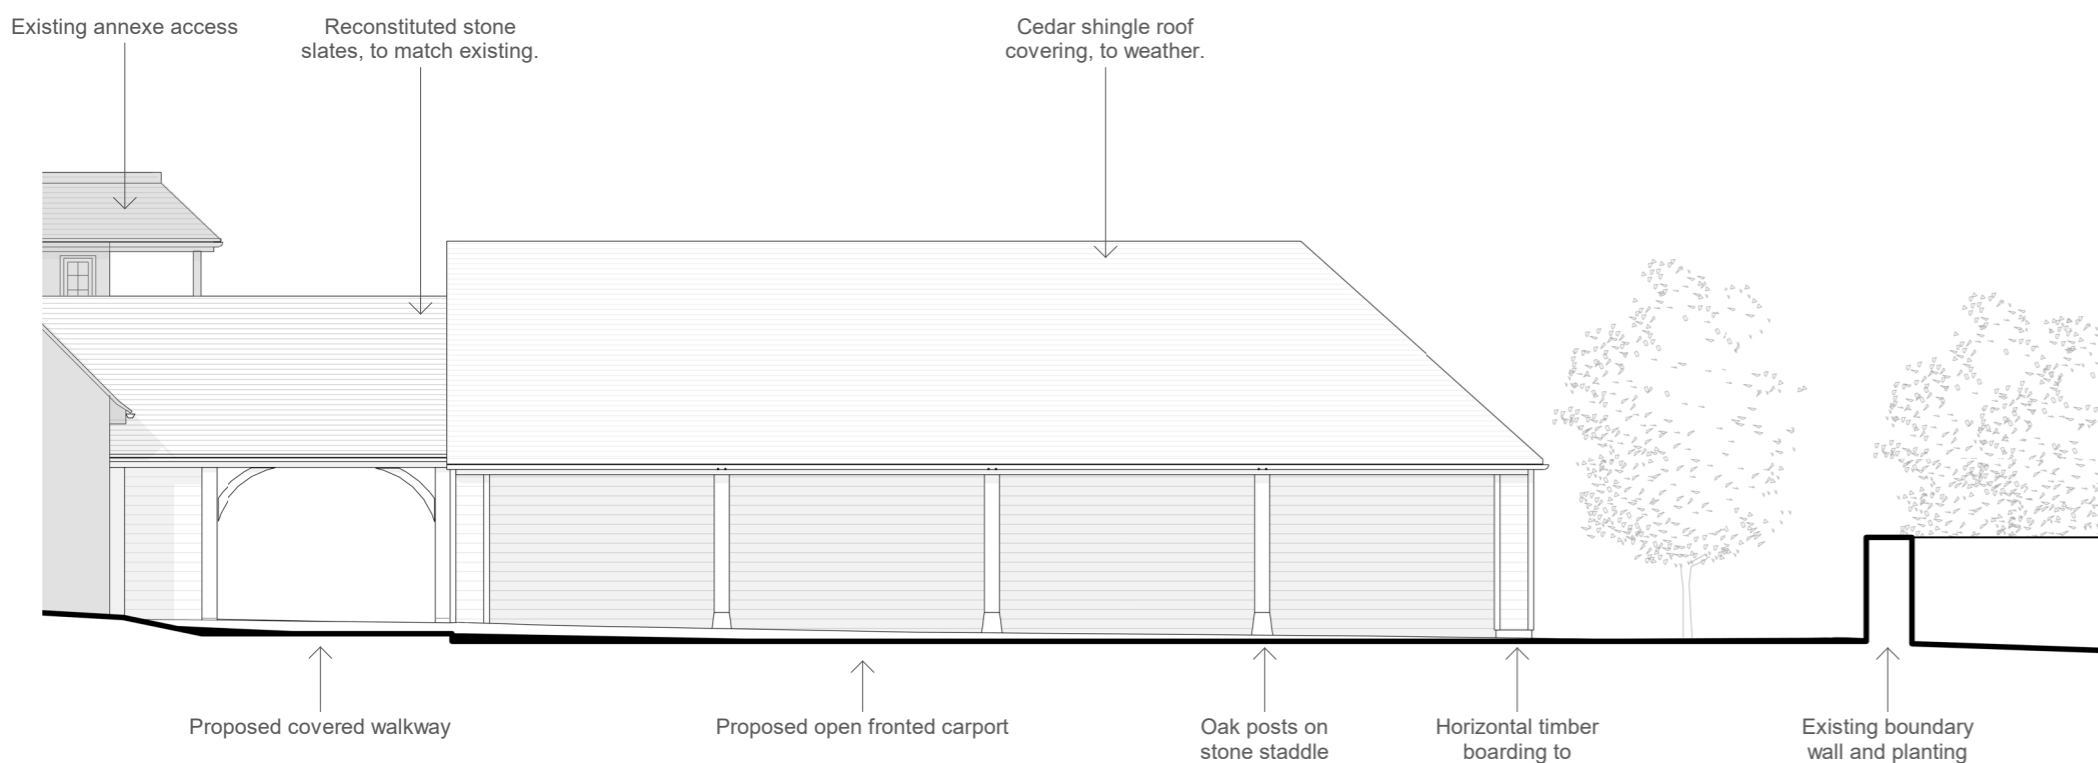 Existing annexe access
Reconstituted stone
slates, to match existing.
Cedar shingle roof
covering, to weather.
Proposed covered walkway
Proposed open fronted carport
Oak posts on
stone staddle
Horizontal timber
boarding to
Existing boundary
wall and planting